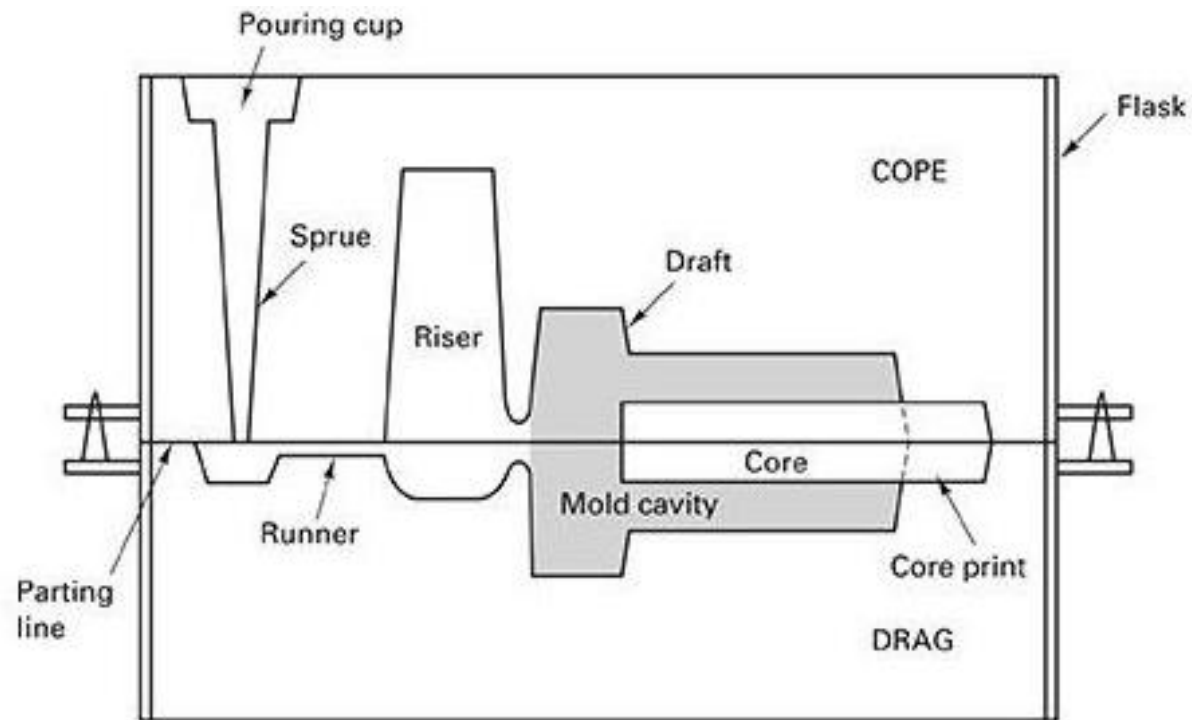 Pouring cup
Flask
COPE
Sprue
Draft
Riser
Core
Mold cavity
Runner
Core print
Parting
line
DRAG